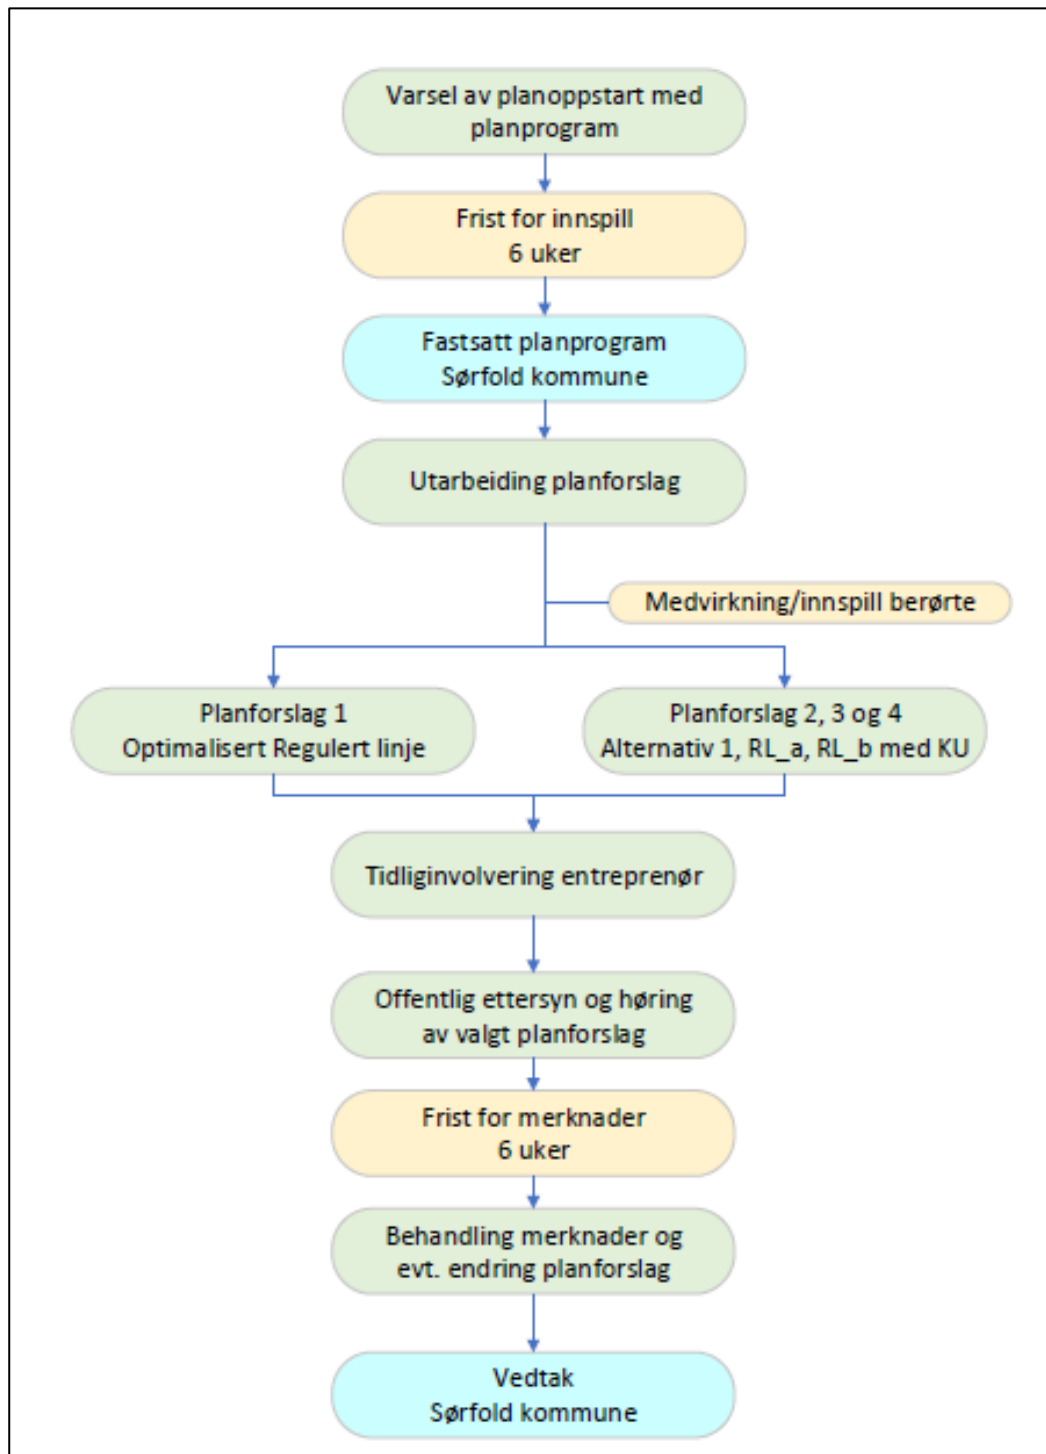 Varsel av planoppstart med
planprogram
Frist for innspill
6 uker
Fastsatt planprogram
Sørfold kommune
Utarbeiding planforslag
Medvirkning/innspill berørte
Planforslag 1
Optimalisert Regulert linje
Planforslag 2, 3 og 4
Alternativ 1, RL_a, RL_b med KU
Tidliginvolvering entreprenør
Offentlig ettersyn og høring
av valgt planforslag
Frist for merknader
6 uker
Behandling merknader og
evt. endring planforslag
Vedtak
Sørfold kommune